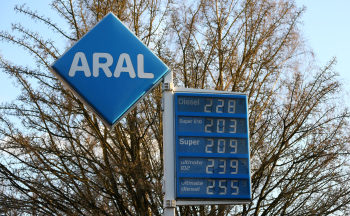 ARAL
Diesel 2.28
Super E10 2.03
Super 2.09
ultimate 102 2.39
ultimate diesel 2.55